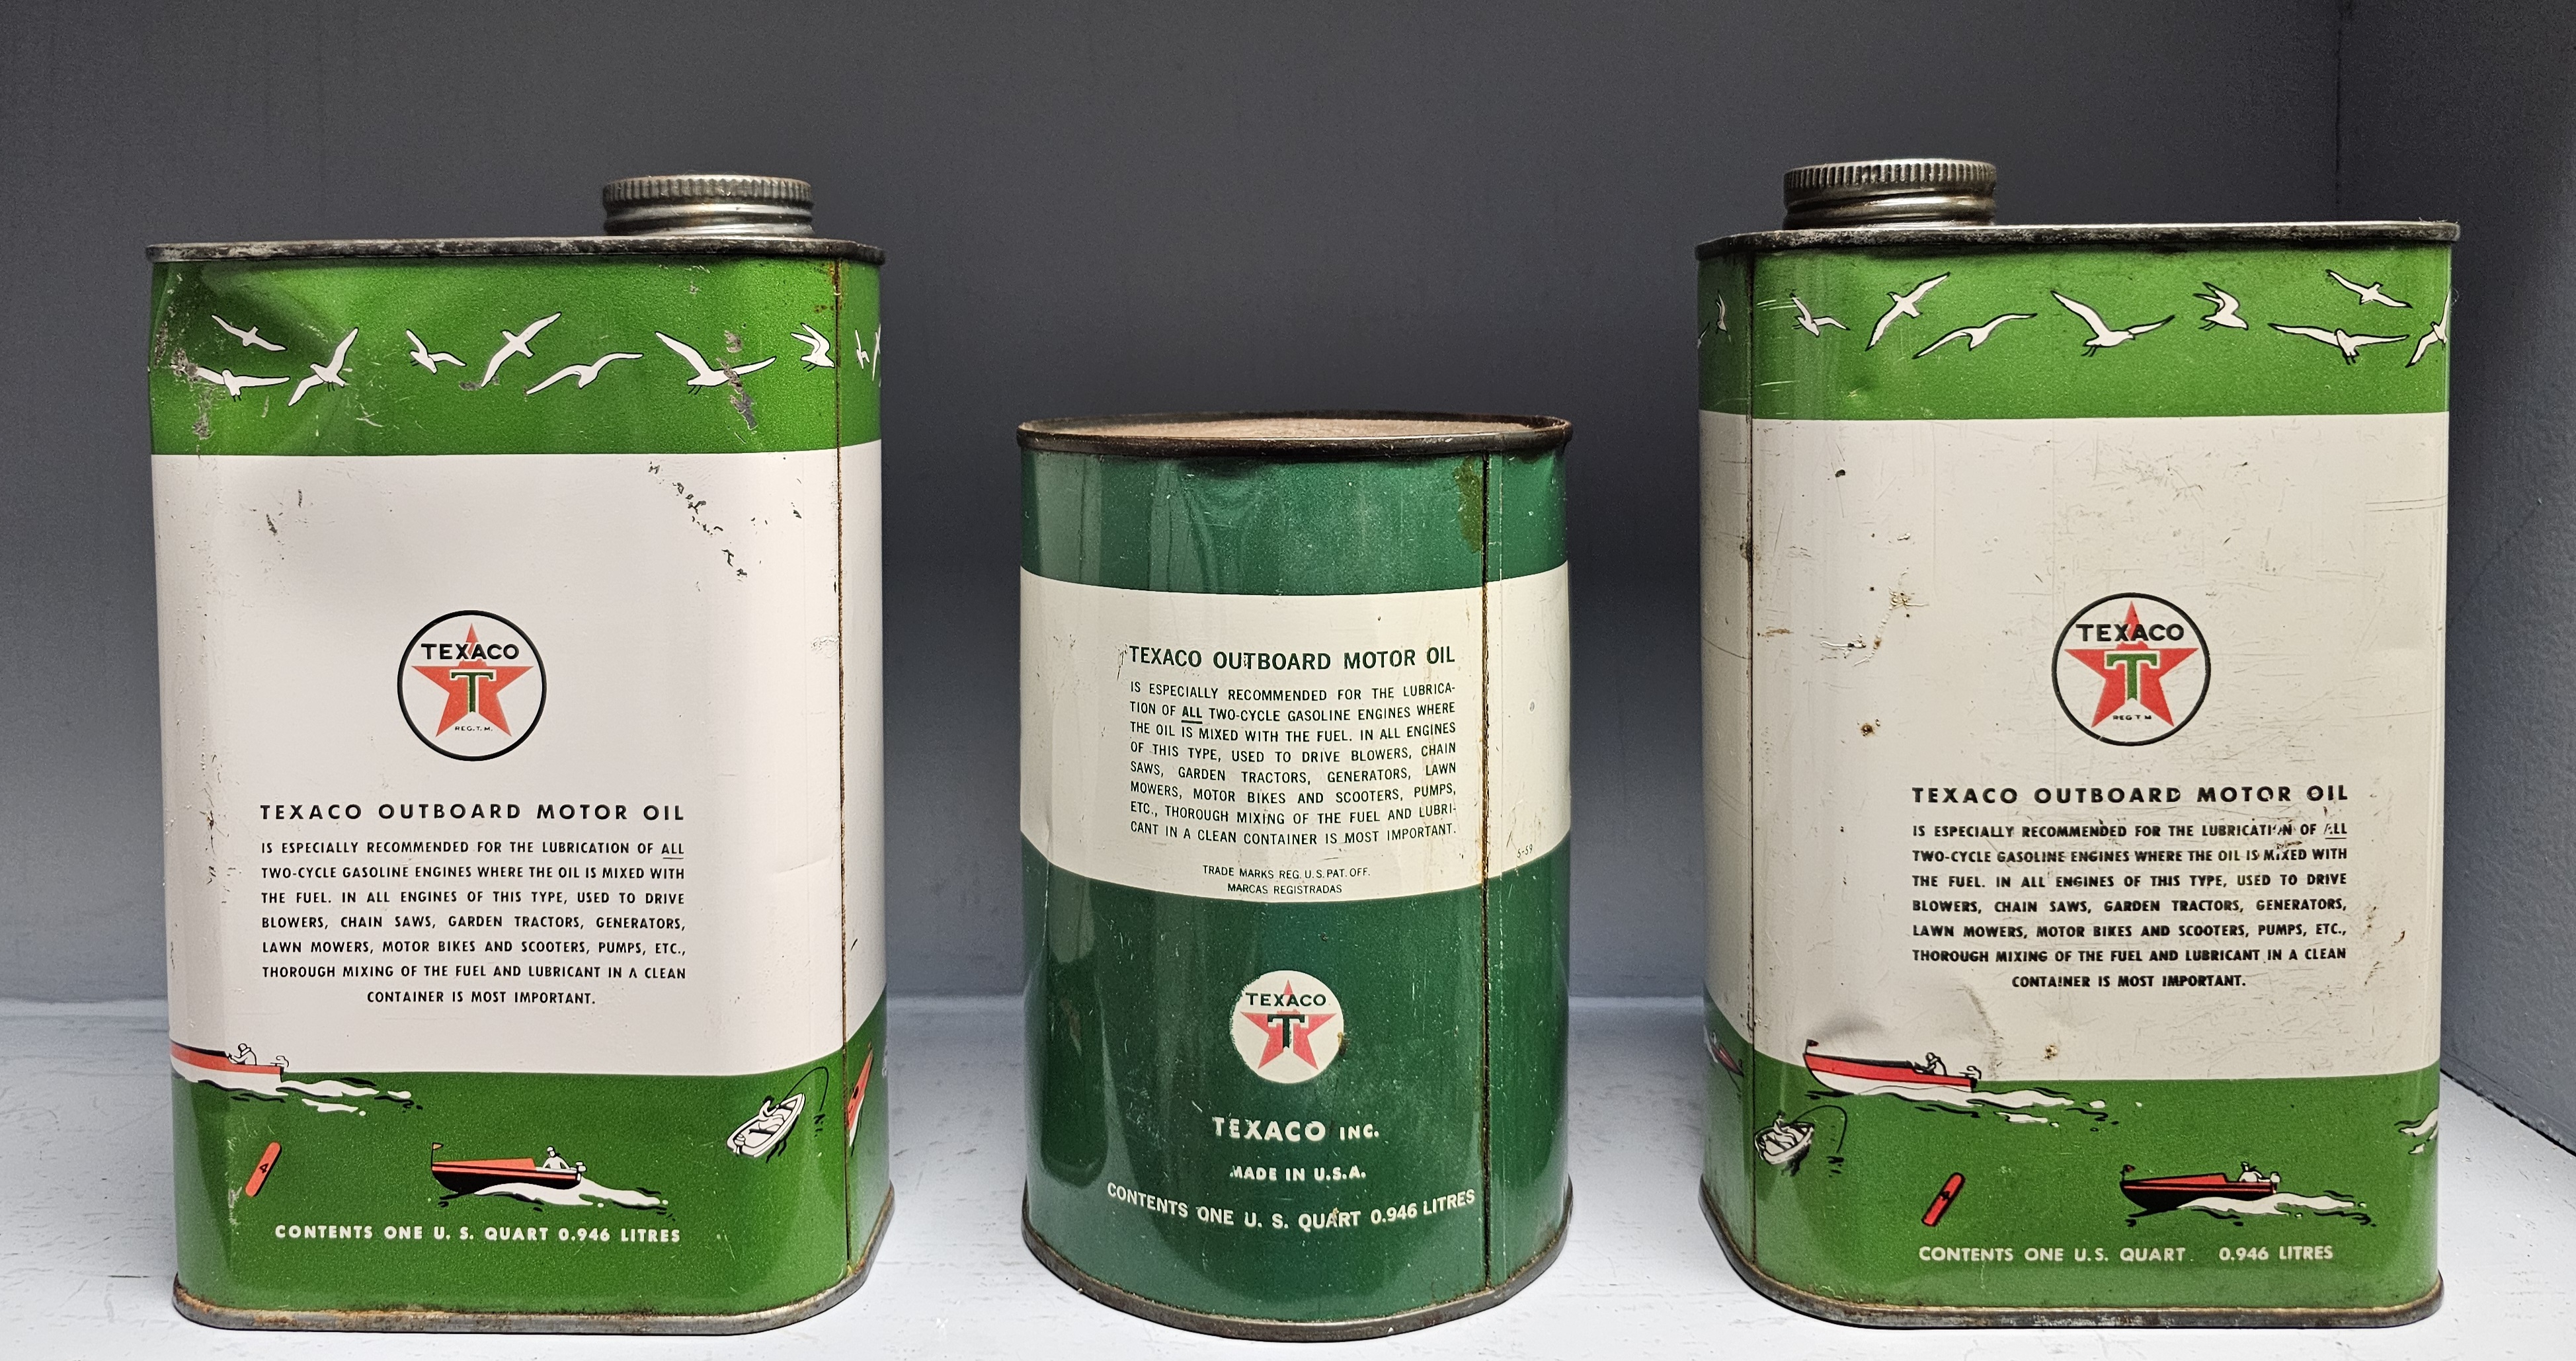 TEXACO
T
REG. T. M.
TEXACO OUTBOARD MOTOR OIL
IS ESPECIALLY RECOMMENDED FOR THE LUBRICATION OF ALL
TWO-CYCLE GASOLINE ENGINES WHERE THE OIL IS MIXED WITH
THE FUEL. IN ALL ENGINES OF THIS TYPE, USED TO DRIVE
BLOWERS, CHAIN SAWS, GARDEN TRACTORS, GENERATORS,
LAWN MOWERS, MOTOR BIKES AND SCOOTERS, PUMPS, ETC.,
THOROUGH MIXING OF THE FUEL AND LUBRICANT IN A CLEAN
CONTAINER IS MOST IMPORTANT.
4
CONTENTS ONE U. S. QUART 0.946 LITRES
TEXACO OUTBOARD MOTOR OIL
IS ESPECIALLY RECOMMENDED FOR THE LUBRICA-
TION OF ALL TWO-CYCLE GASOLINE ENGINES WHERE
THE OIL IS MIXED WITH THE FUEL. IN ALL ENGINES
OF THIS TYPE, USED TO DRIVE BLOWERS, CHAIN
SAWS, GARDEN TRACTORS, GENERATORS, LAWN
MOWERS, MOTOR BIKES AND SCOOTERS, PUMPS,
ETC., THOROUGH MIXING OF THE FUEL AND LUBRI-
CANT IN A CLEAN CONTAINER IS MOST IMPORTANT.
5-59
TRADE MARKS REG. U. S. PAT. OFF.
MARCAS REGISTRADAS
TEXACO
T
TEXACO INC.
MADE IN U.S.A.
CONTENTS ONE U. S. QUART 0.946 LITRES
TEXACO
T
REG T M
TEXACO OUTBOARD MOTOR OIL
IS ESPECIALLY RECOMMENDED FOR THE LUBRICATION OF ALL
TWO-CYCLE GASOLINE ENGINES WHERE THE OIL IS MIXED WITH
THE FUEL. IN ALL ENGINES OF THIS TYPE, USED TO DRIVE
BLOWERS, CHAIN SAWS, GARDEN TRACTORS, GENERATORS,
LAWN MOWERS, MOTOR BIKES AND SCOOTERS, PUMPS, ETC.,
THOROUGH MIXING OF THE FUEL AND LUBRICANT IN A CLEAN
CONTAINER IS MOST IMPORTANT.
CONTENTS ONE U.S. QUART 0.946 LITRES